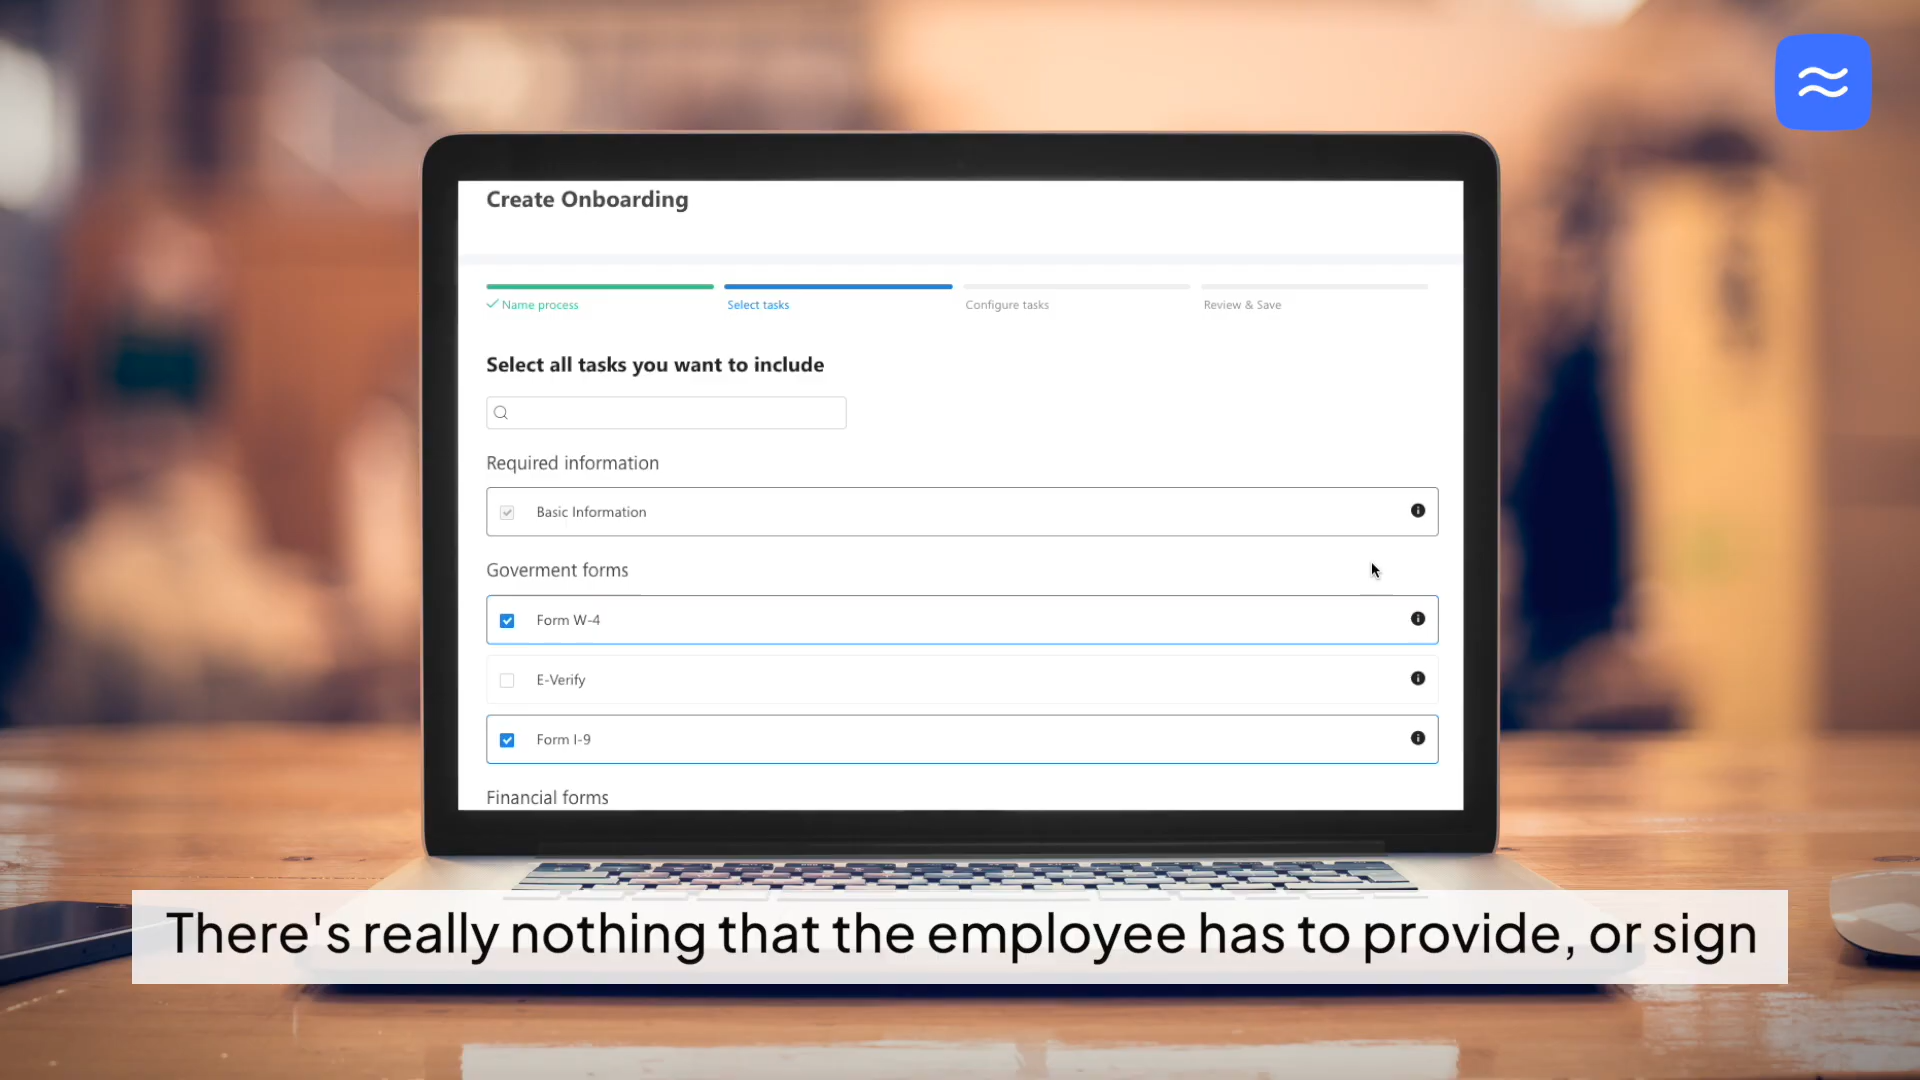 Create Onboarding
Name process
Select tasks
Configure tasks
Review & Save
Select all tasks you want to include
Required information
Basic Information
Goverment forms
Form W-4
E-Verify
Form I-9
Financial forms
There's really nothing that the employee has to provide, or sign